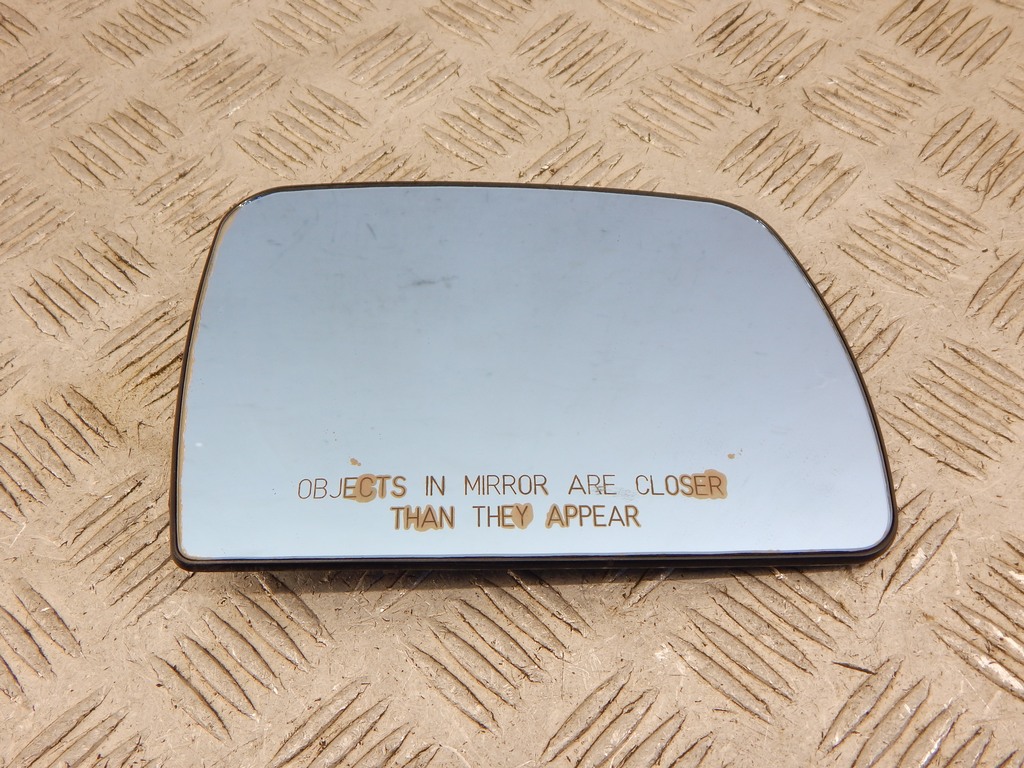 OBJECTS IN MIRROR ARE CLOSER
THAN THEY APPEAR